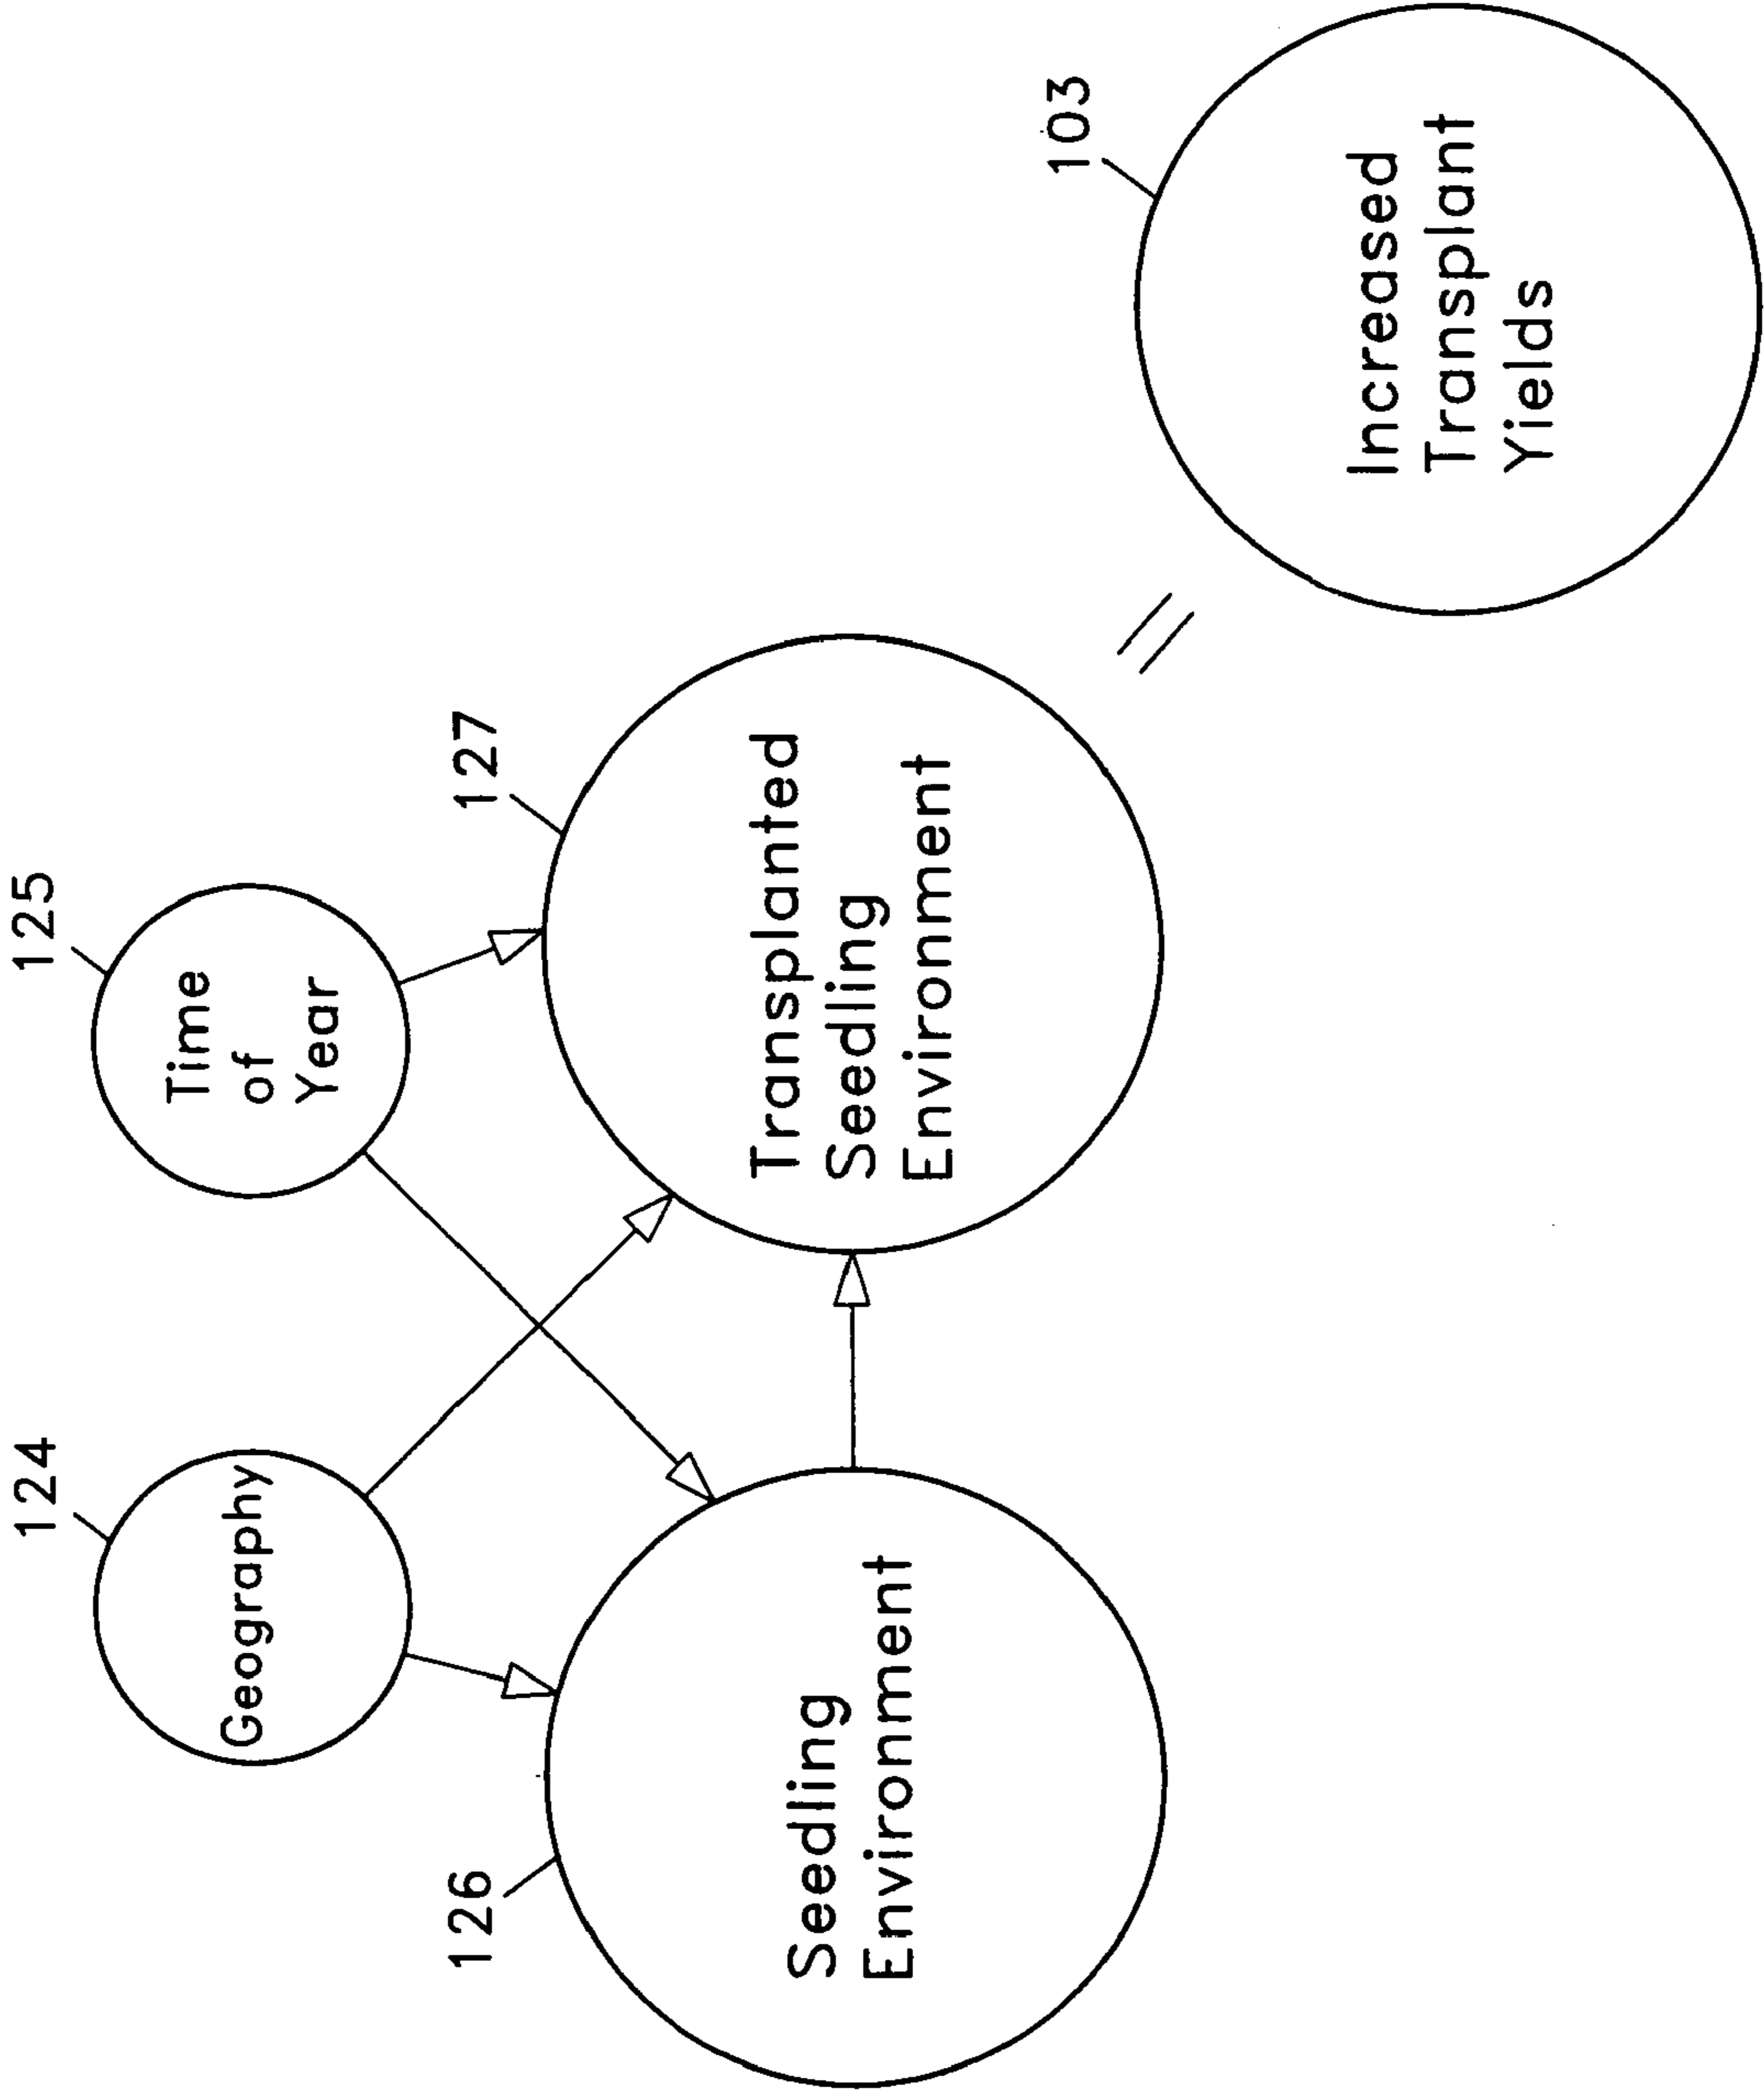 124
Geography
125
Time
of
Year
126
Seedling
Environment
127
Transplanted
Seedling
Environment
=
103
Increased
Transplant
Yields